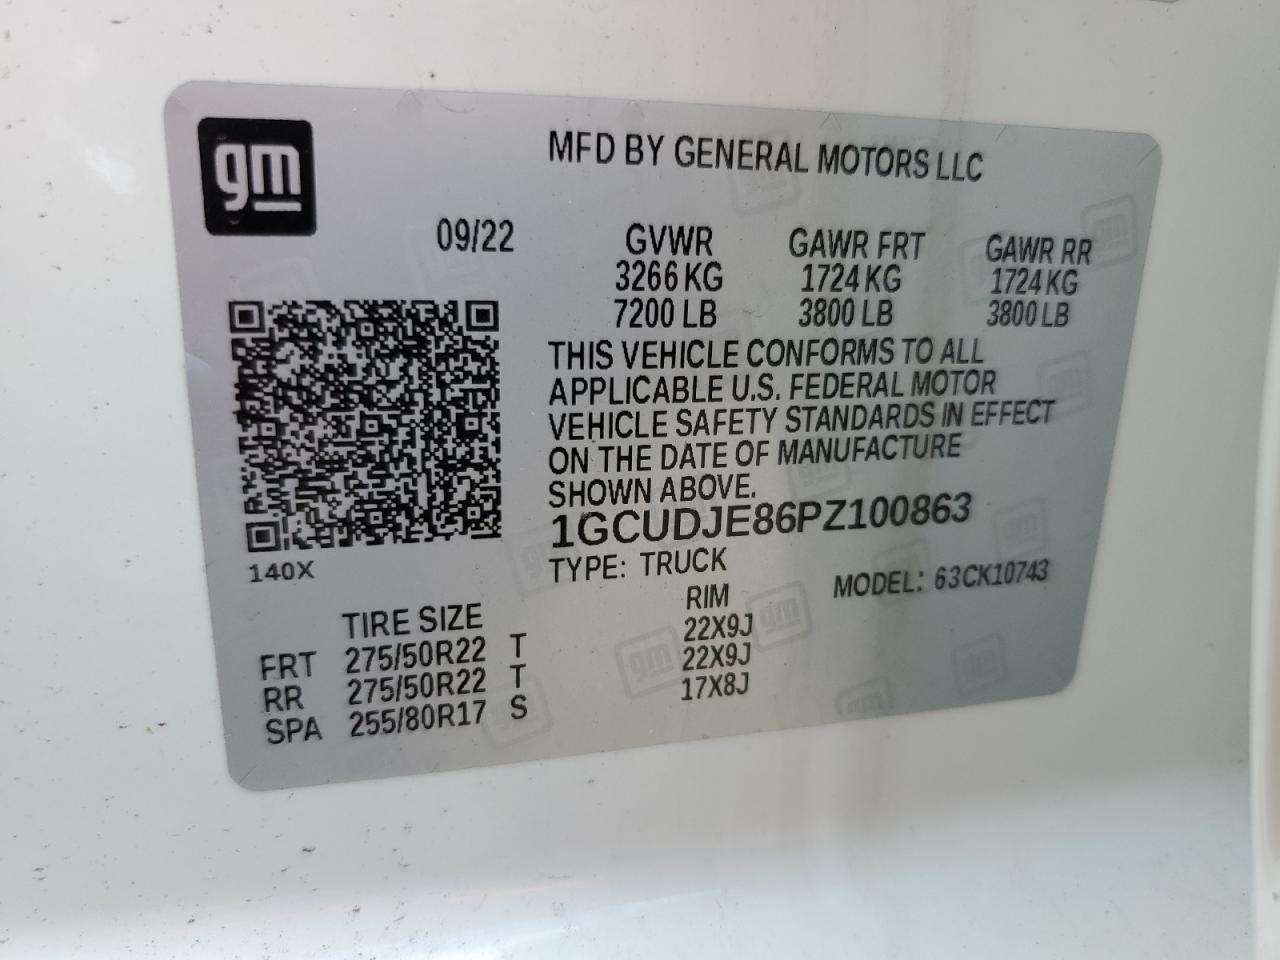 gm
MFD BY GENERAL MOTORS LLC
09/22 GVWR GAWR FRT GAWR RR
3266 KG 1724 KG 1724 KG
7200 LB 3800 LB 3800 LB
THIS VEHICLE CONFORMS TO ALL
APPLICABLE U.S. FEDERAL MOTOR
VEHICLE SAFETY STANDARDS IN EFFECT
ON THE DATE OF MANUFACTURE
SHOWN ABOVE.
1GCUDJE86PZ100863
140X
TYPE: TRUCK MODEL: 63CK10743
TIRE SIZE RIM
FRT 275/50R22 T 22X9J
RR 275/50R22 T 22X9J
SPA 255/80R17 S 17X8J